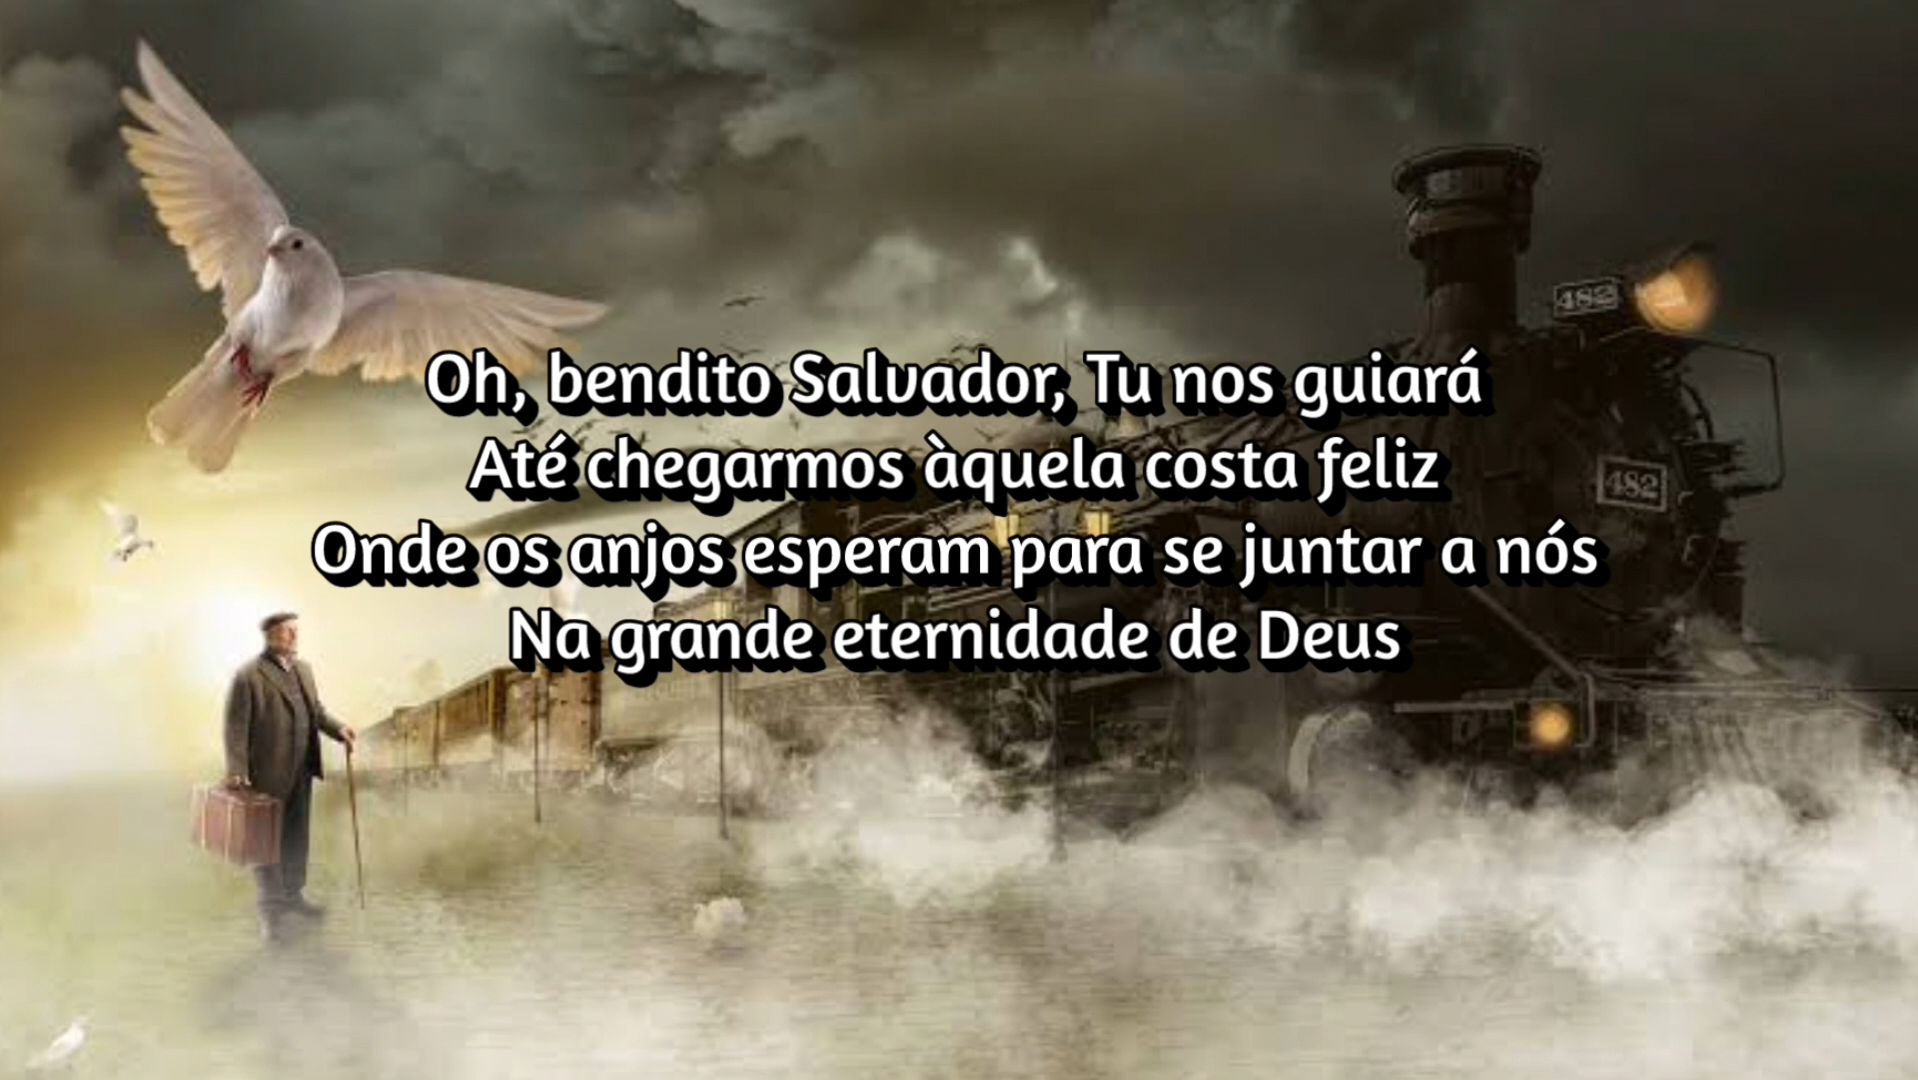 482
Oh, bendito Salvador, Tu nos guiará
Até chegarmos àquela costa feliz
482
Onde os anjos esperam para se juntar a nós
Na grande eternidade de Deus